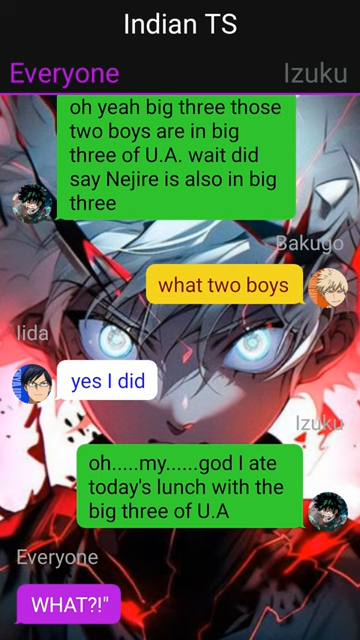 Indian TS
Everyone
Izuku
oh yeah big three those
two boys are in big
three of U.A. wait did
say Nejire is also in big
three
Bakugo
what two boys
Iida
yes I did
Izuku
oh.....my......god I ate
today's lunch with the
big three of U.A
Everyone
WHAT?!"